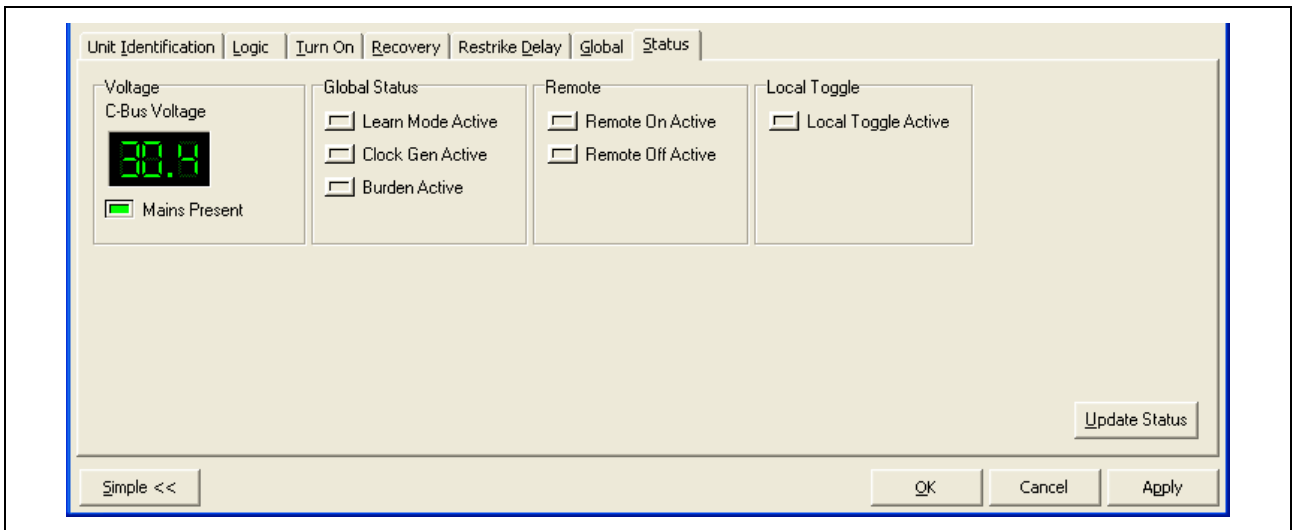 Unit Identification Logic Turn On Recovery Restrike Delay Global Status
Voltage
C-Bus Voltage
30.4
Mains Present
Global Status
Learn Mode Active
Clock Gen Active
Burden Active
Remote
Remote On Active
Remote Off Active
Local Toggle
Local Toggle Active
Update Status
Simple << OK Cancel Apply